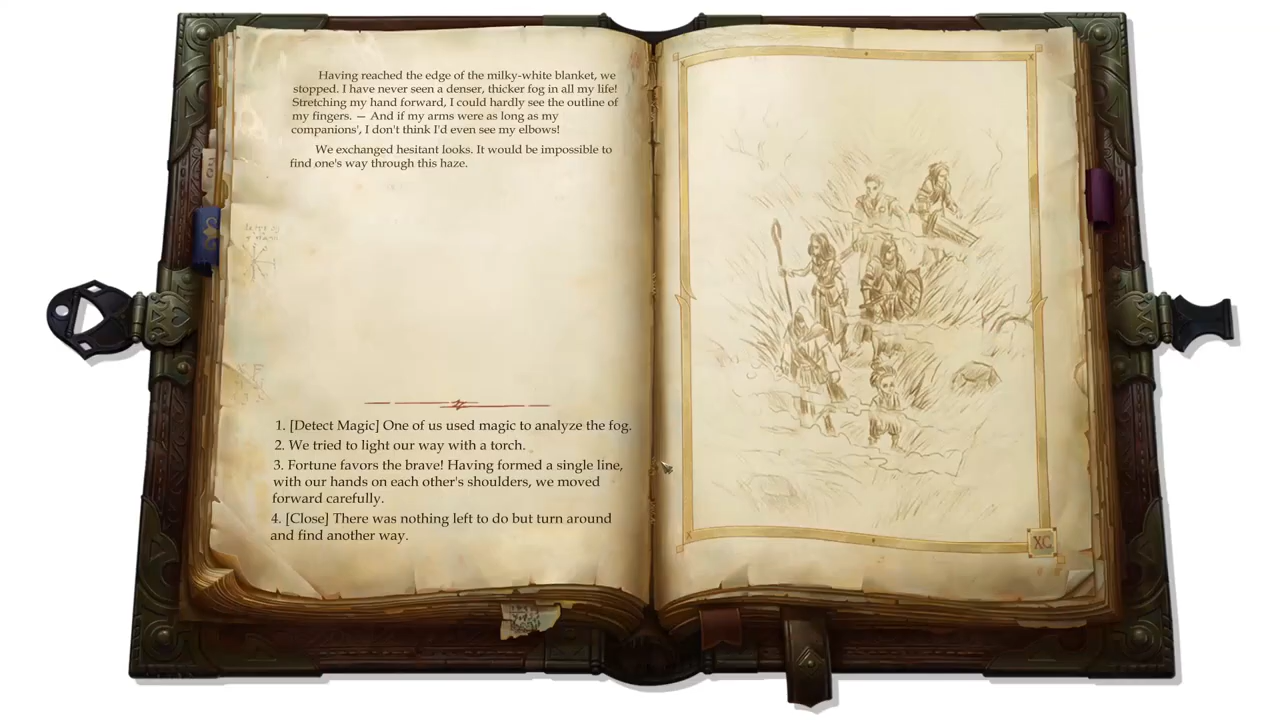 Having reached the edge of the milky-white blanket, we
stopped. I have never seen a denser, thicker fog in all my life!
Stretching my hand forward, I could hardly see the outline of
my fingers. — And if my arms were as long as my
companions', I don't think I'd even see my elbows!
We exchanged hesitant looks. It would be impossible to
find one's way through this haze.
1. [Detect Magic] One of us used magic to analyze the fog.
2. We tried to light our way with a torch.
3. Fortune favors the brave! Having formed a single line,
with our hands on each other's shoulders, we moved
forward carefully.
4. [Close] There was nothing left to do but turn around
and find another way.
XC